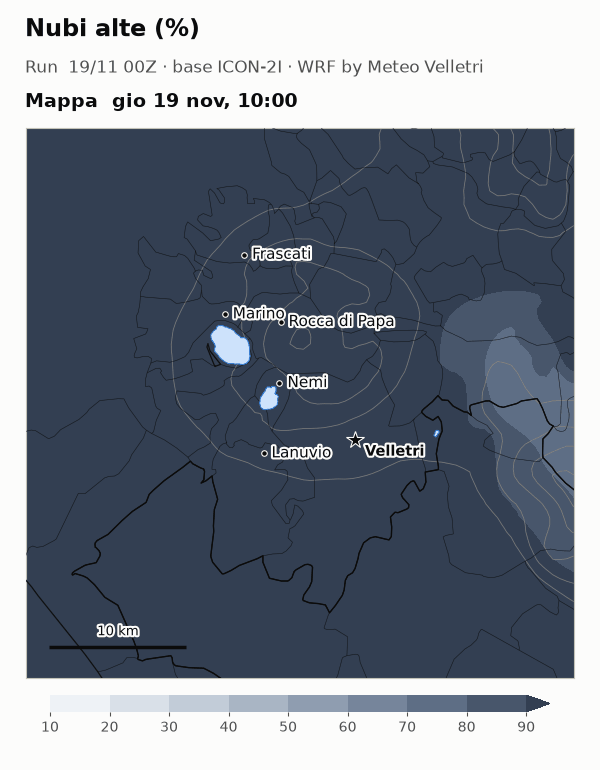 Nubi alte (%)
Run  19/11 00Z · base ICON-2I · WRF by Meteo Velletri
Mappa  gio 19 nov, 10:00
Frascati
Marino
Rocca di Papa
Nemi
Velletri
Lanuvio
10 km
10 20 30 40 50 60 70 80 90